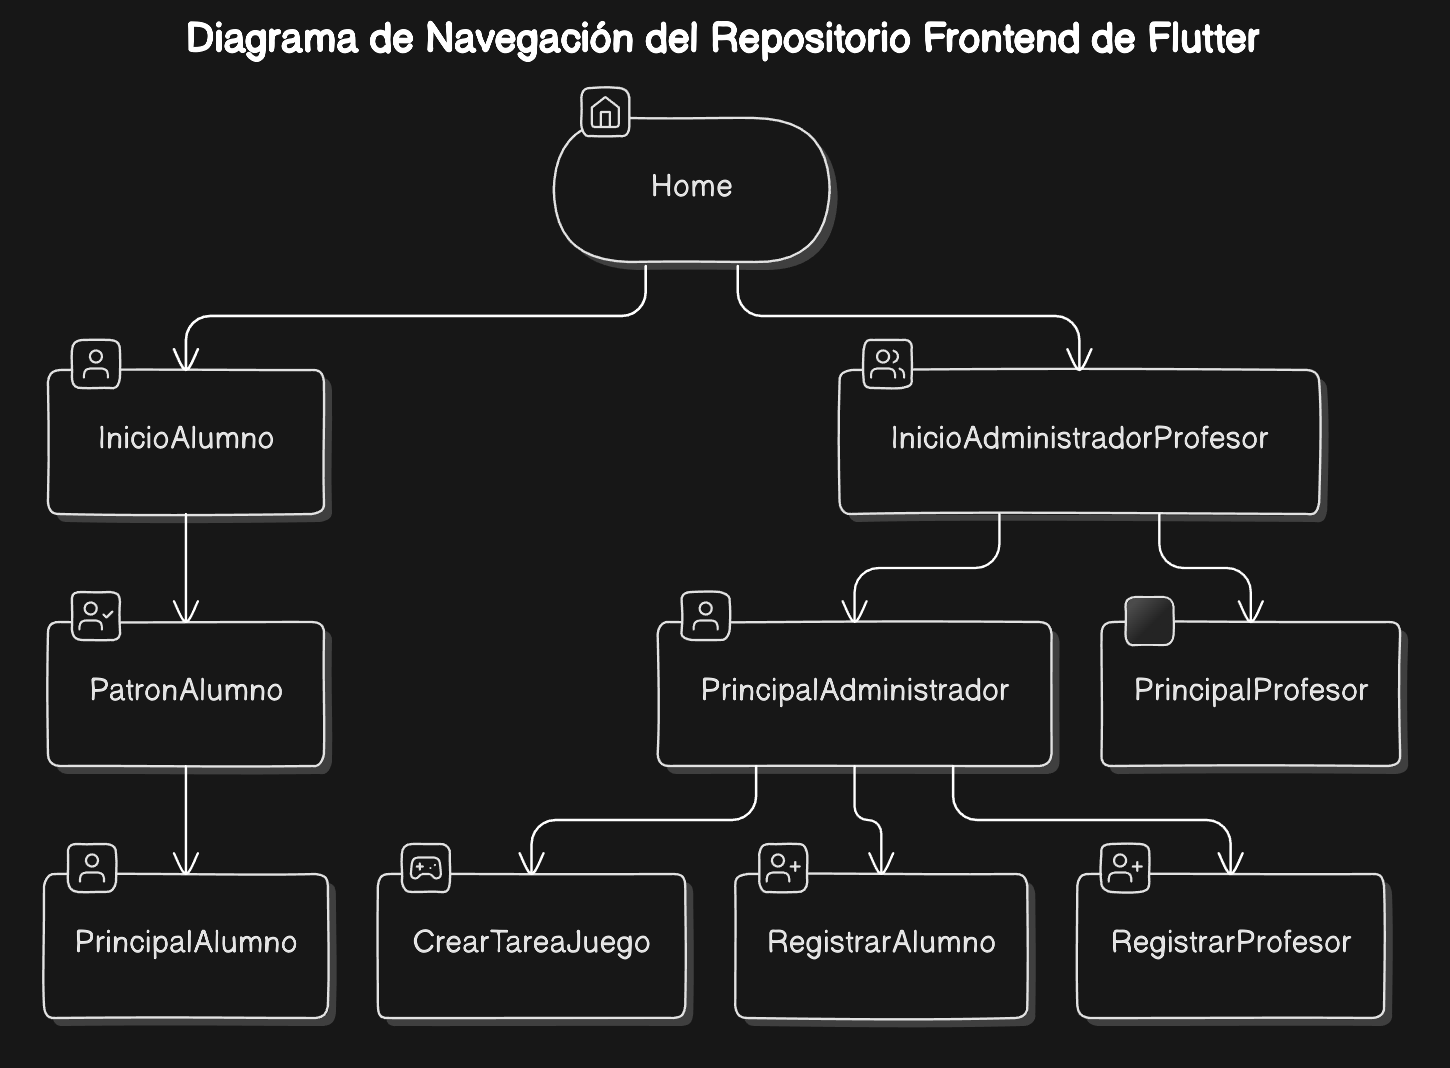 Diagrama de Navegación del Repositorio Frontend de Flutter
Home
InicioAlumno
InicioAdministradorProfesor
PatronAlumno
PrincipalAdministrador
PrincipalProfesor
PrincipalAlumno
CrearTareaJuego
RegistrarAlumno
RegistrarProfesor